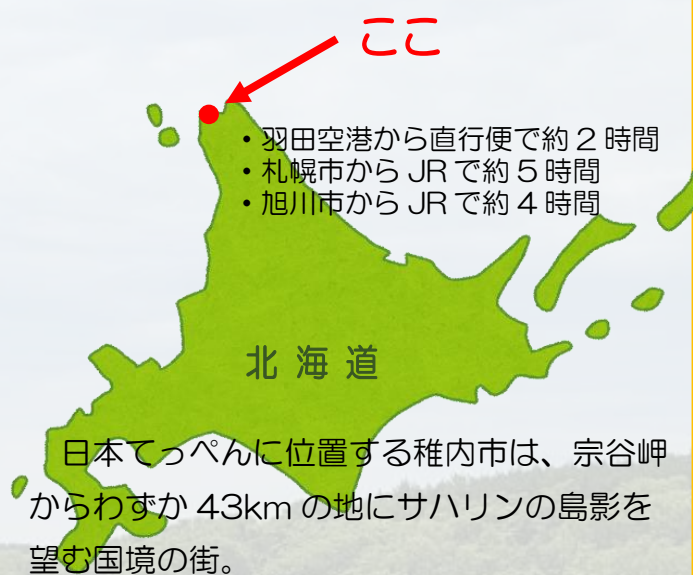 ここ
・羽田空港から直行便で約2時間
・札幌市からJRで約5時間
・旭川市からJRで約4時間
北海道
日本てっぺんに位置する稚内市は、宗谷岬
からわずか43kmの地にサハリンの島影を
望む国境の街。